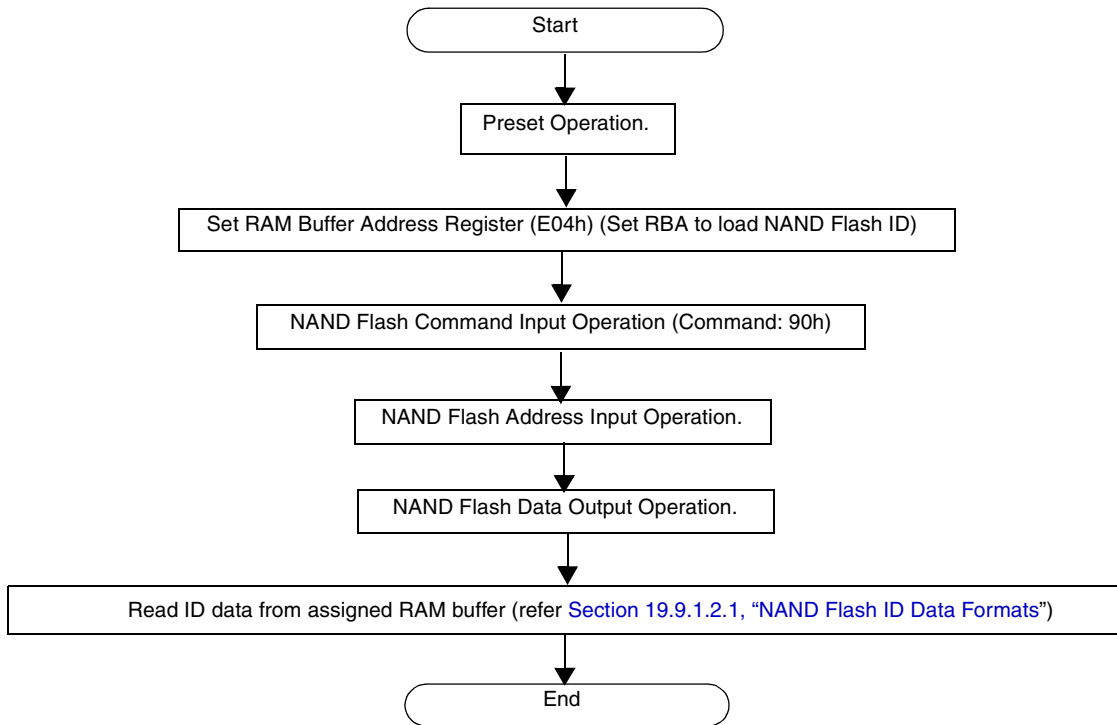 Start
Preset Operation.
Set RAM Buffer Address Register (E04h) (Set RBA to load NAND Flash ID)
NAND Flash Command Input Operation (Command: 90h)
NAND Flash Address Input Operation.
NAND Flash Data Output Operation.
Read ID data from assigned RAM buffer (refer Section 19.9.1.2.1, “NAND Flash ID Data Formats”)
End